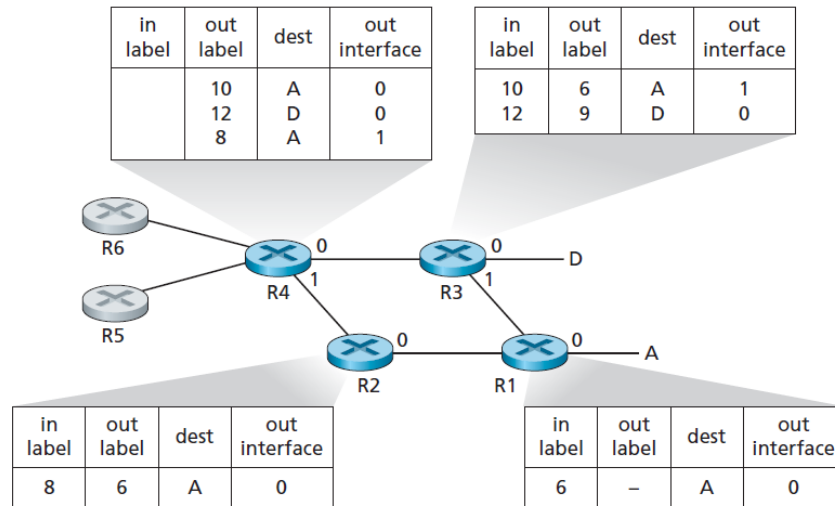 in label | out label | dest | out interface
 | 10 | A | 0
 | 12 | D | 0
 | 8 | A | 1
in label | out label | dest | out interface
10 | 6 | A | 1
12 | 9 | D | 0
R6
R5
0
R4
1
0
D
R3
1
0
R2
0
A
R1
in label | out label | dest | out interface
8 | 6 | A | 0
in label | out label | dest | out interface
6 | – | A | 0